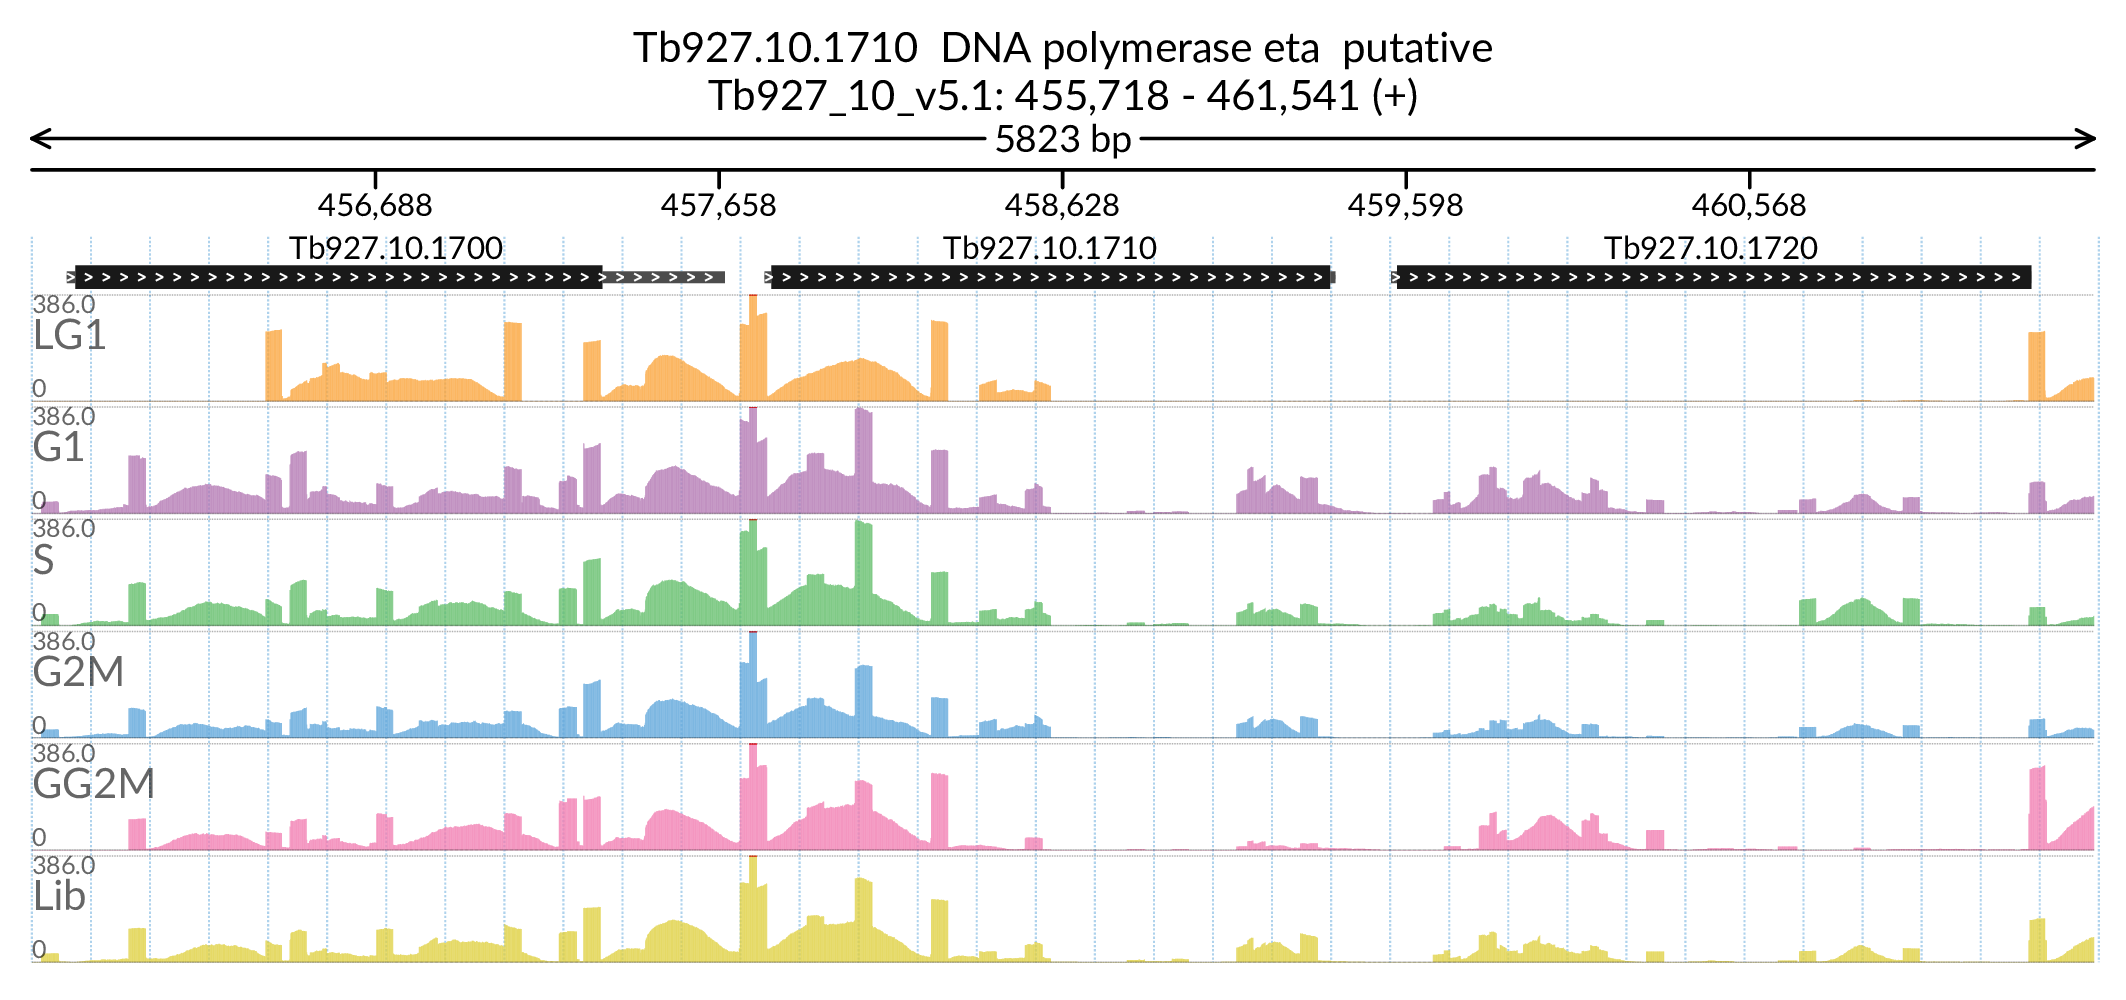 Tb927.10.1710  DNA polymerase eta  putative
Tb927_10_v5.1: 455,718 - 461,541 (+)
5823 bp
456,688 457,658 458,628 459,598 460,568
Tb927.10.1700 Tb927.10.1710 Tb927.10.1720
386.0
LG1
0
386.0
G1
0
386.0
S
0
386.0
G2M
0
386.0
GG2M
0
386.0
Lib
0